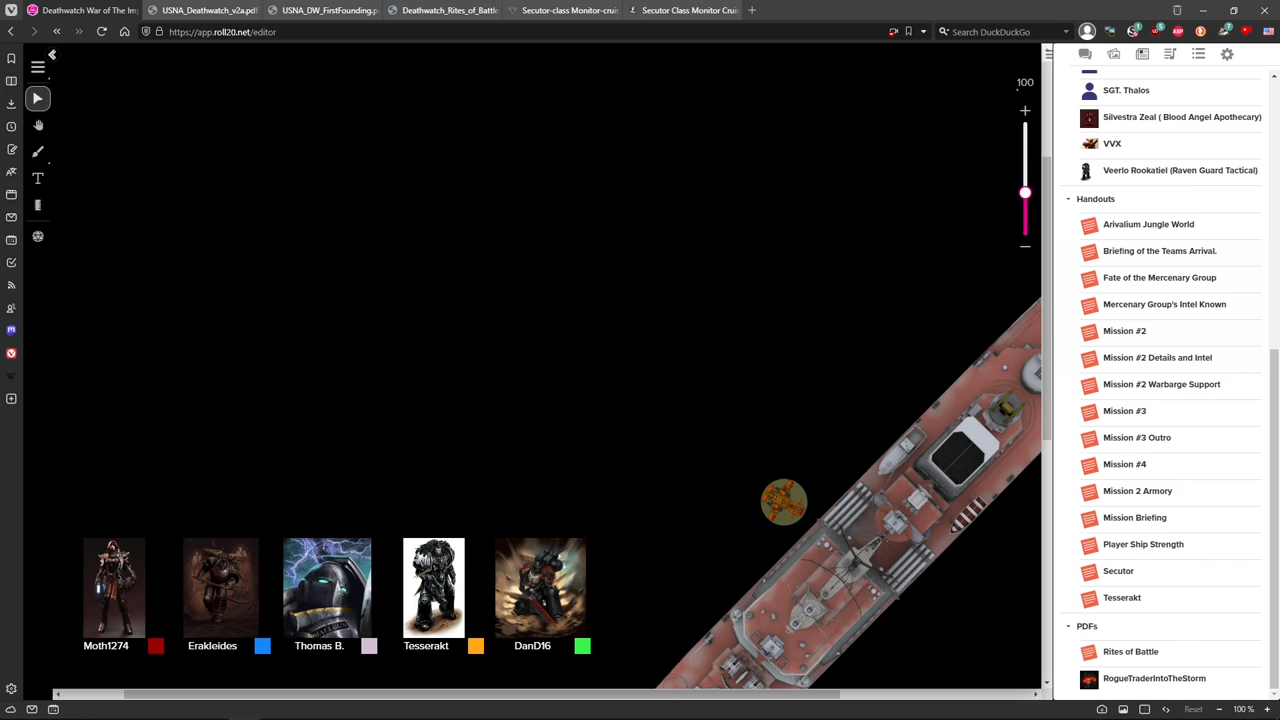 Deathwatch War of The Im
USNA_Deathwatch_v2a.pdf
USNA_DW_FirstFounding.p
Deathwatch_Rites_of_Battle
Secutor-class Monitor-cruis
Secutor Class Monitor Cruis
https://app.roll20.net/editor
Search DuckDuckGo
100
SGT. Thalos
Silvestra Zeal ( Blood Angel Apothecary)
VVX
Veerlo Rookatiel (Raven Guard Tactical)
- Handouts
Arivalium Jungle World
Briefing of the Teams Arrival.
Fate of the Mercenary Group
Mercenary Group's Intel Known
Mission #2
Mission #2 Details and Intel
Mission #2 Warbarge Support
Mission #3
Mission #3 Outro
Mission #4
Mission 2 Armory
Mission Briefing
Player Ship Strength
Secutor
Tesserakt
- PDFs
Rites of Battle
RogueTraderIntoTheStorm
Moth1274
Erakleides
Thomas B.
Tesserakt
DanD16
Reset
100 %